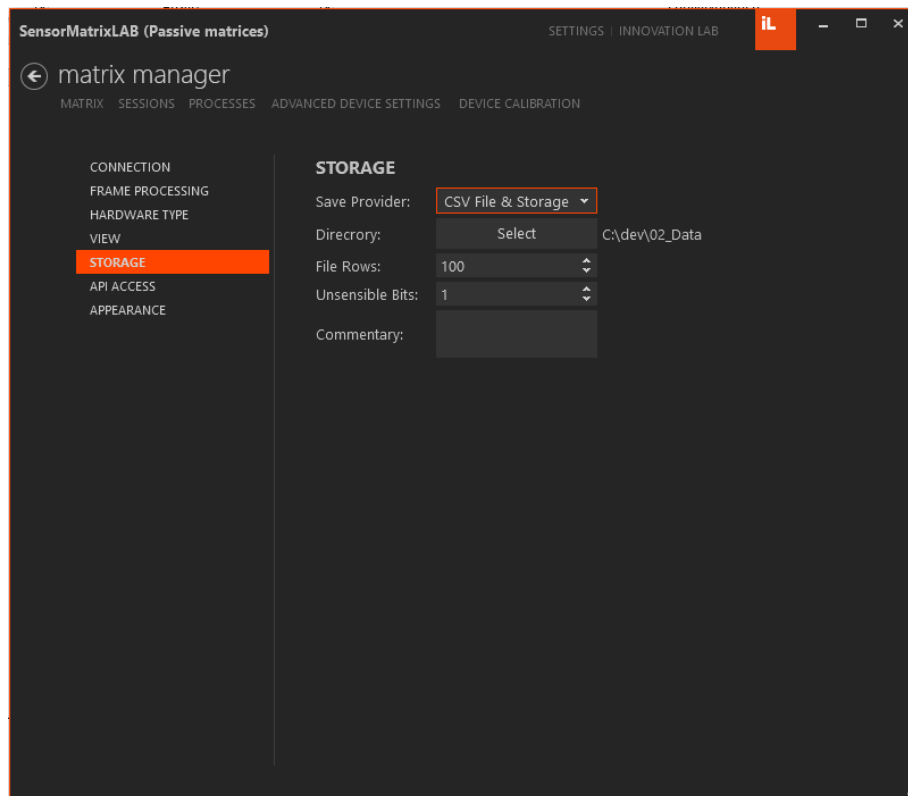 SensorMatrixLAB (Passive matrices)
SETTINGS | INNOVATION LAB
iL
matrix manager
MATRIX SESSIONS PROCESSES ADVANCED DEVICE SETTINGS DEVICE CALIBRATION
CONNECTION
FRAME PROCESSING
HARDWARE TYPE
VIEW
STORAGE
API ACCESS
APPEARANCE
STORAGE
Save Provider: CSV File & Storage
Direcrory: Select C:\dev\02_Data
File Rows: 100
Unsensible Bits: 1
Commentary: